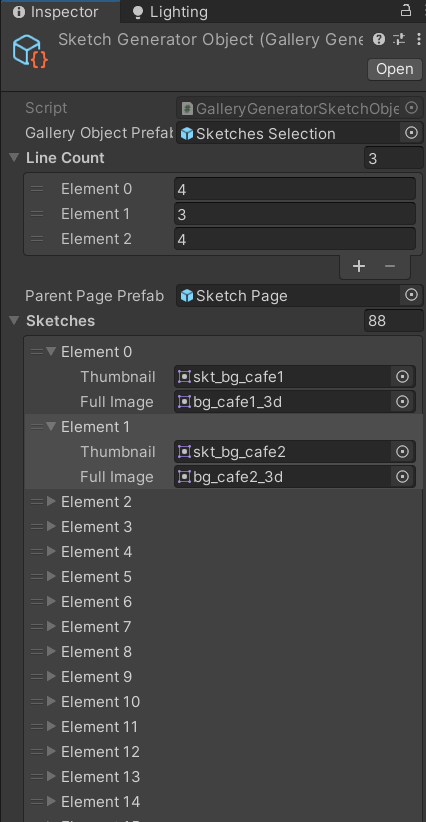 Inspector Lighting
Sketch Generator Object (Gallery Gene
Open
Script GalleryGeneratorSketchObje
Gallery Object Prefab Sketches Selection
Line Count 3
Element 0 4
Element 1 3
Element 2 4
Parent Page Prefab Sketch Page
Sketches 88
Element 0
Thumbnail skt_bg_cafe1
Full Image bg_cafe1_3d
Element 1
Thumbnail skt_bg_cafe2
Full Image bg_cafe2_3d
Element 2
Element 3
Element 4
Element 5
Element 6
Element 7
Element 8
Element 9
Element 10
Element 11
Element 12
Element 13
Element 14